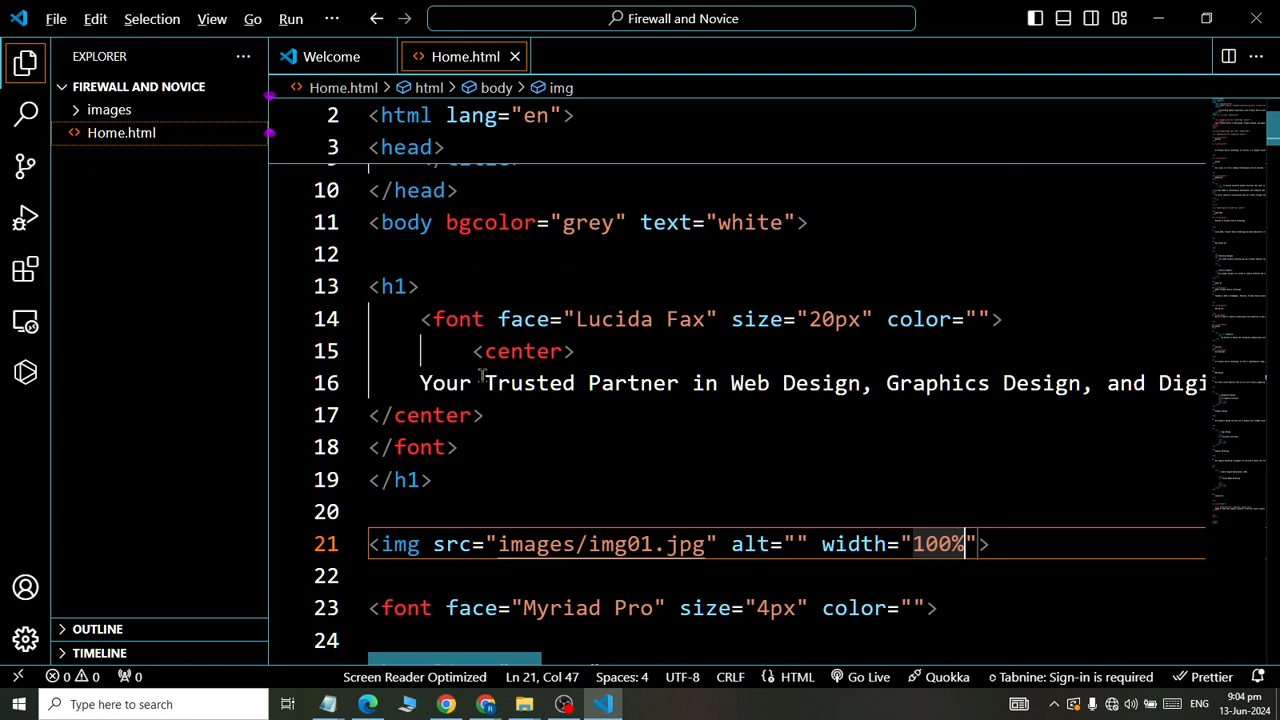 File Edit Selection View Go Run ··· Firewall and Novice
EXPLORER ···
FIREWALL AND NOVICE
images
Home.html
Welcome Home.html ···
Home.html > html > body > img
2 <html lang="en">
3 <head>
10 </head>
11 <body bgcolor="grey" text="white">
12
13 <h1>
14 <font face="Lucida Fax" size="20px" color="">
15 <center>
16 Your Trusted Partner in Web Design, Graphics Design, and Digi
17 </center>
18 </font>
19 </h1>
20
21 <img src="images/img01.jpg" alt="" width="100%">
22
23 <font face="Myriad Pro" size="4px" color="">
24
OUTLINE
TIMELINE
0 0 0 Screen Reader Optimized Ln 21, Col 47 Spaces: 4 UTF-8 CRLF HTML Go Live Quokka Tabnine: Sign-in is required Prettier
Type here to search ENG 9:04 pm
13-Jun-2024